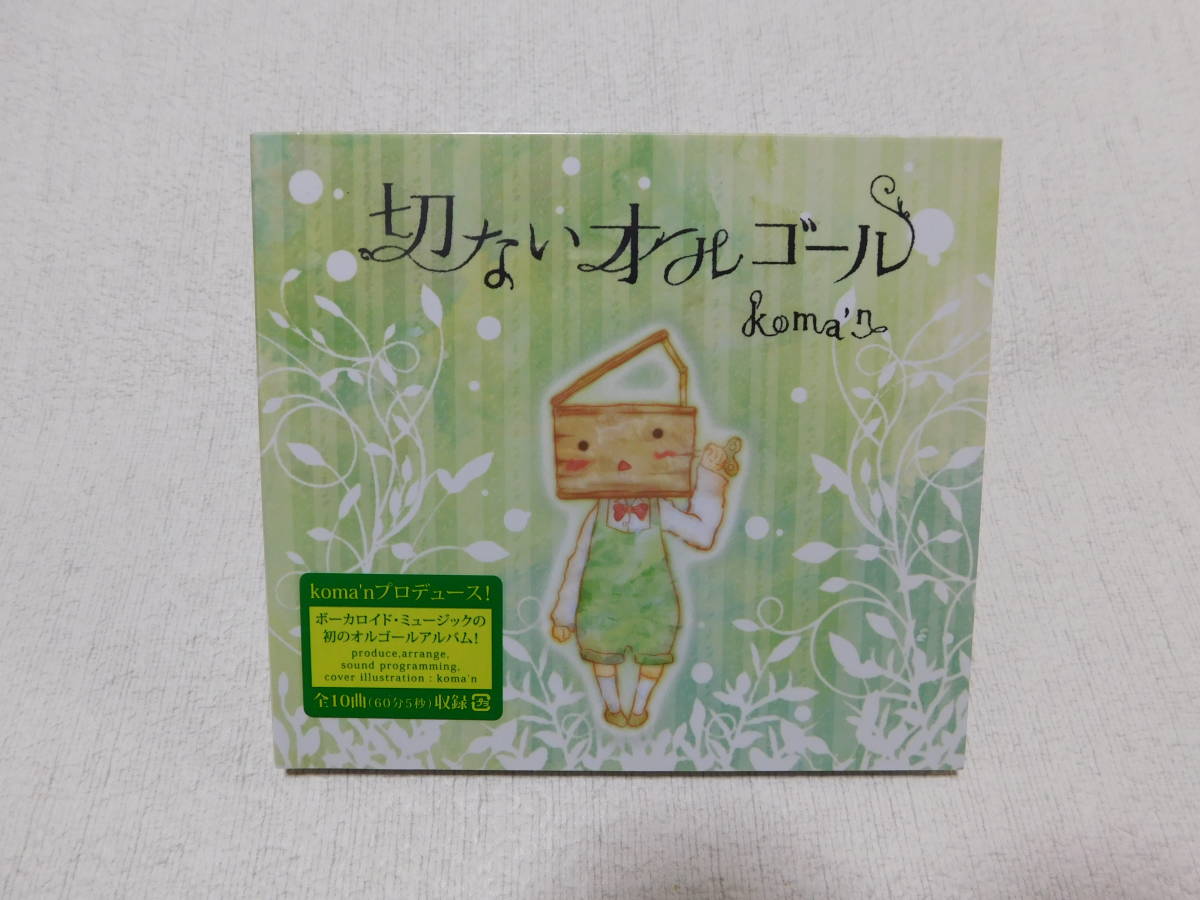 切ないオルゴール
koma'n
koma'nプロデュース!
ボーカロイド・ミュージックの
初のオルゴールアルバム!
produce,arrange,
sound programming,
cover illustration : koma'n
全10曲(60分5秒)収録